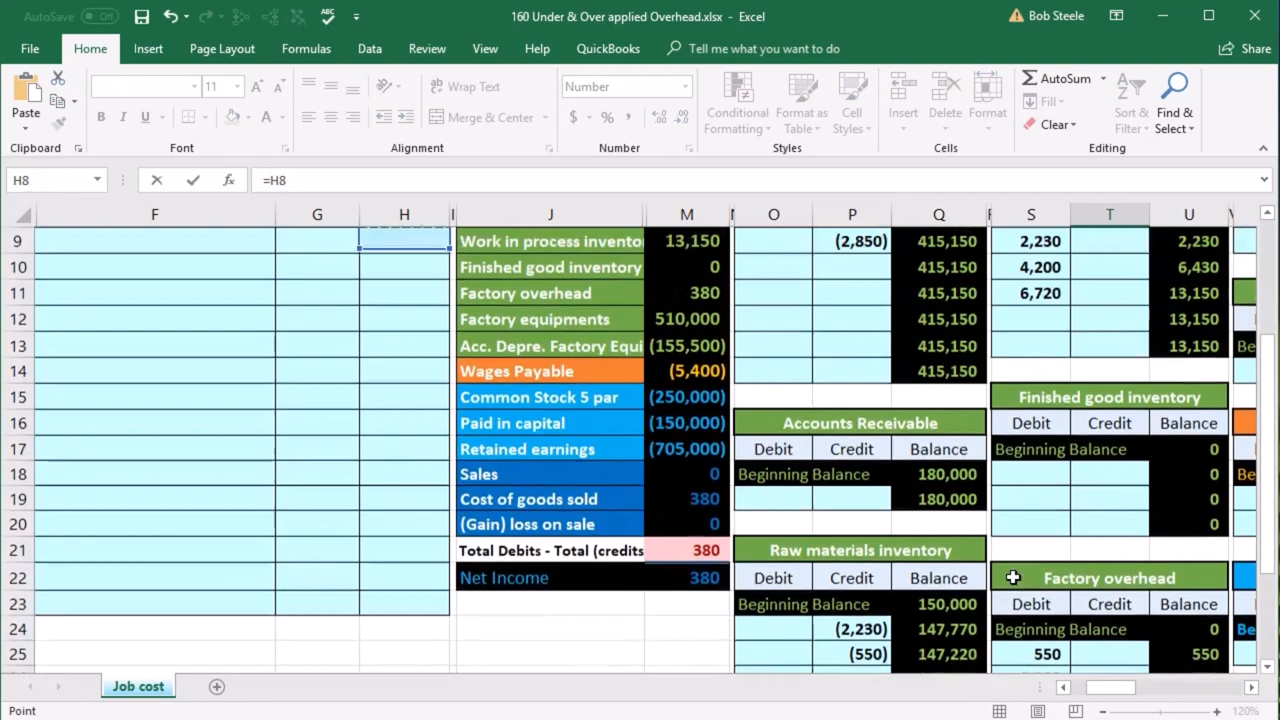 AutoSave Off
160 Under & Over applied Overhead.xlsx - Excel
Bob Steele
File Home Insert Page Layout Formulas Data Review View Help QuickBooks Tell me what you want to do Share
11 Wrap Text Number AutoSum
Paste Conditional Format as Cell Insert Delete Format Fill Sort & Find &
B I U Merge & Center $ % Formatting Table Styles Clear Filter Select
Clipboard Font Alignment Number Styles Cells Editing
H8 fx =H8
F G H I J M O P Q S T U
9 Work in process invento 13,150 (2,850) 415,150 2,230 2,230
10 Finished good inventory 0 415,150 4,200 6,430
11 Factory overhead 380 415,150 6,720 13,150
12 Factory equipments 510,000 415,150 13,150
13 Acc. Depre. Factory Equi (155,500) 415,150 13,150 Be
14 Wages Payable (5,400) 415,150
15 Common Stock 5 par (250,000) Finished good inventory
16 Paid in capital (150,000) Accounts Receivable Debit Credit Balance
17 Retained earnings (705,000) Debit Credit Balance Beginning Balance 0 Be
18 Sales 0 Beginning Balance 180,000 0
19 Cost of goods sold 380 180,000 0
20 (Gain) loss on sale 0 0
21 Total Debits - Total (credits 380 Raw materials inventory
22 Net Income 380 Debit Credit Balance Factory overhead
23 Beginning Balance 150,000 Debit Credit Balance
24 (2,230) 147,770 Beginning Balance 0 Be
25 (550) 147,220 550 550
Job cost
Point 120%